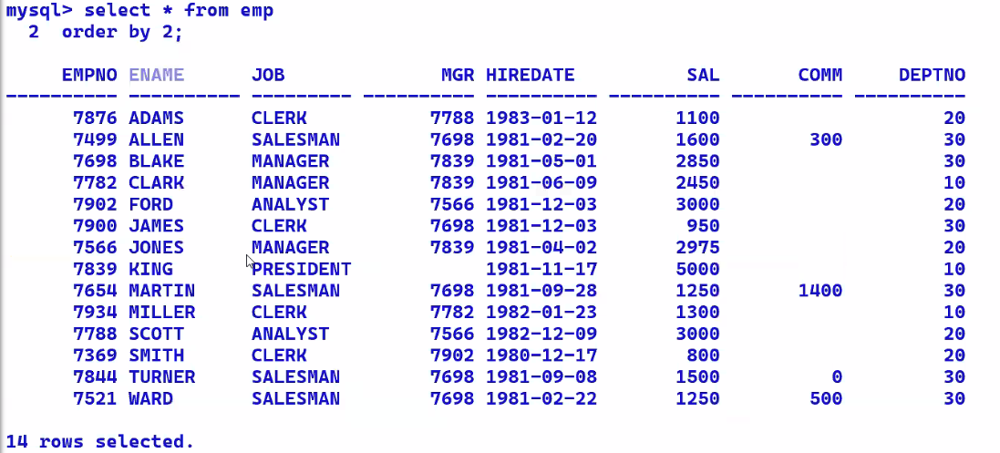 mysql> select * from emp
  2  order by 2;
     EMPNO ENAME      JOB              MGR HIREDATE          SAL       COMM     DEPTNO
---------- ---------- --------- ---------- ---------- ---------- ---------- ----------
      7876 ADAMS      CLERK           7788 1983-01-12       1100                    20
      7499 ALLEN      SALESMAN        7698 1981-02-20       1600        300         30
      7698 BLAKE      MANAGER         7839 1981-05-01       2850                    30
      7782 CLARK      MANAGER         7839 1981-06-09       2450                    10
      7902 FORD       ANALYST         7566 1981-12-03       3000                    20
      7900 JAMES      CLERK           7698 1981-12-03        950                    30
      7566 JONES      MANAGER         7839 1981-04-02       2975                    20
      7839 KING       PRESIDENT            1981-11-17       5000                    10
      7654 MARTIN     SALESMAN        7698 1981-09-28       1250       1400         30
      7934 MILLER     CLERK           7782 1982-01-23       1300                    10
      7788 SCOTT      ANALYST         7566 1982-12-09       3000                    20
      7369 SMITH      CLERK           7902 1980-12-17        800                    20
      7844 TURNER     SALESMAN        7698 1981-09-08       1500          0         30
      7521 WARD       SALESMAN        7698 1981-02-22       1250        500         30
14 rows selected.